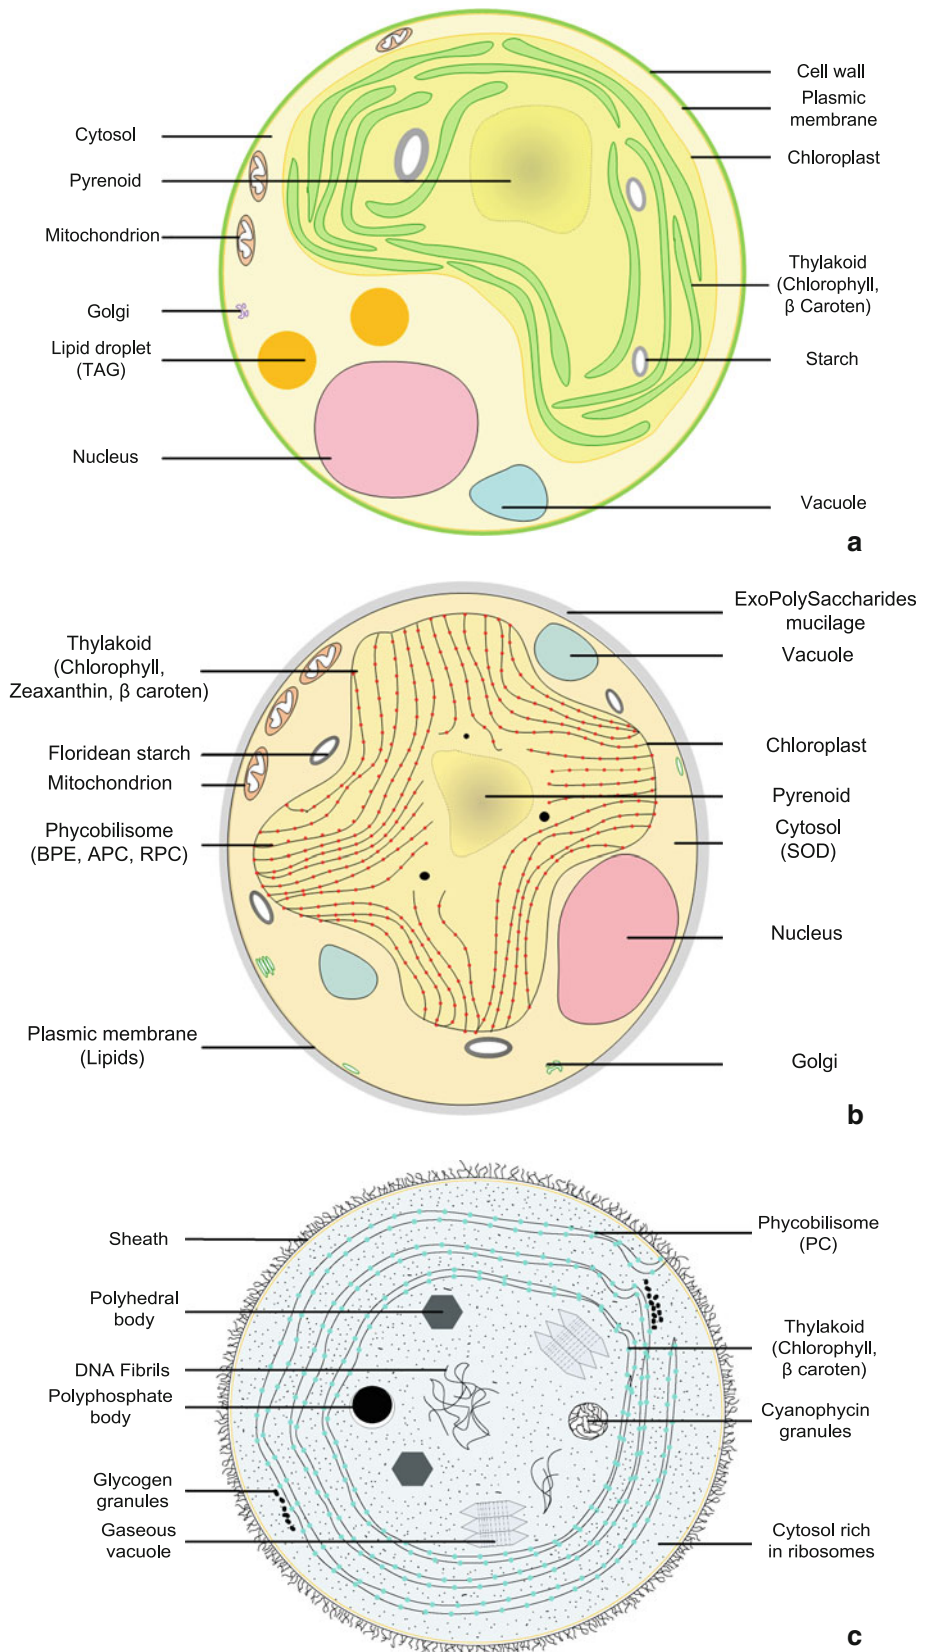 Cell wall
Plasmic
membrane
Chloroplast
Thylakoid
(Chlorophyll,
β Caroten)
Starch
Vacuole
Cytosol
Pyrenoid
Mitochondrion
Golgi
Lipid droplet
(TAG)
Nucleus
a
ExoPolySaccharides
mucilage
Vacuole
Chloroplast
Pyrenoid
Cytosol
(SOD)
Nucleus
Golgi
Thylakoid
(Chlorophyll,
Zeaxanthin, β caroten)
Floridean starch
Mitochondrion
Phycobilisome
(BPE, APC, RPC)
Plasmic membrane
(Lipids)
b
Phycobilisome
(PC)
Thylakoid
(Chlorophyll,
β caroten)
Cyanophycin
granules
Cytosol rich
in ribosomes
Sheath
Polyhedral
body
DNA Fibrils
Polyphosphate
body
Glycogen
granules
Gaseous
vacuole
c